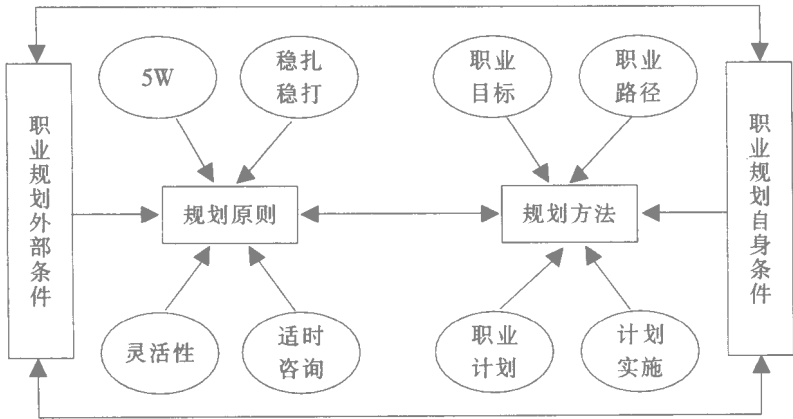 职业规划外部条件
5W
稳扎
稳打
职业
目标
职业
路径
职业规划自身条件
规划原则
规划方法
灵活性
适时
咨询
职业
计划
计划
实施